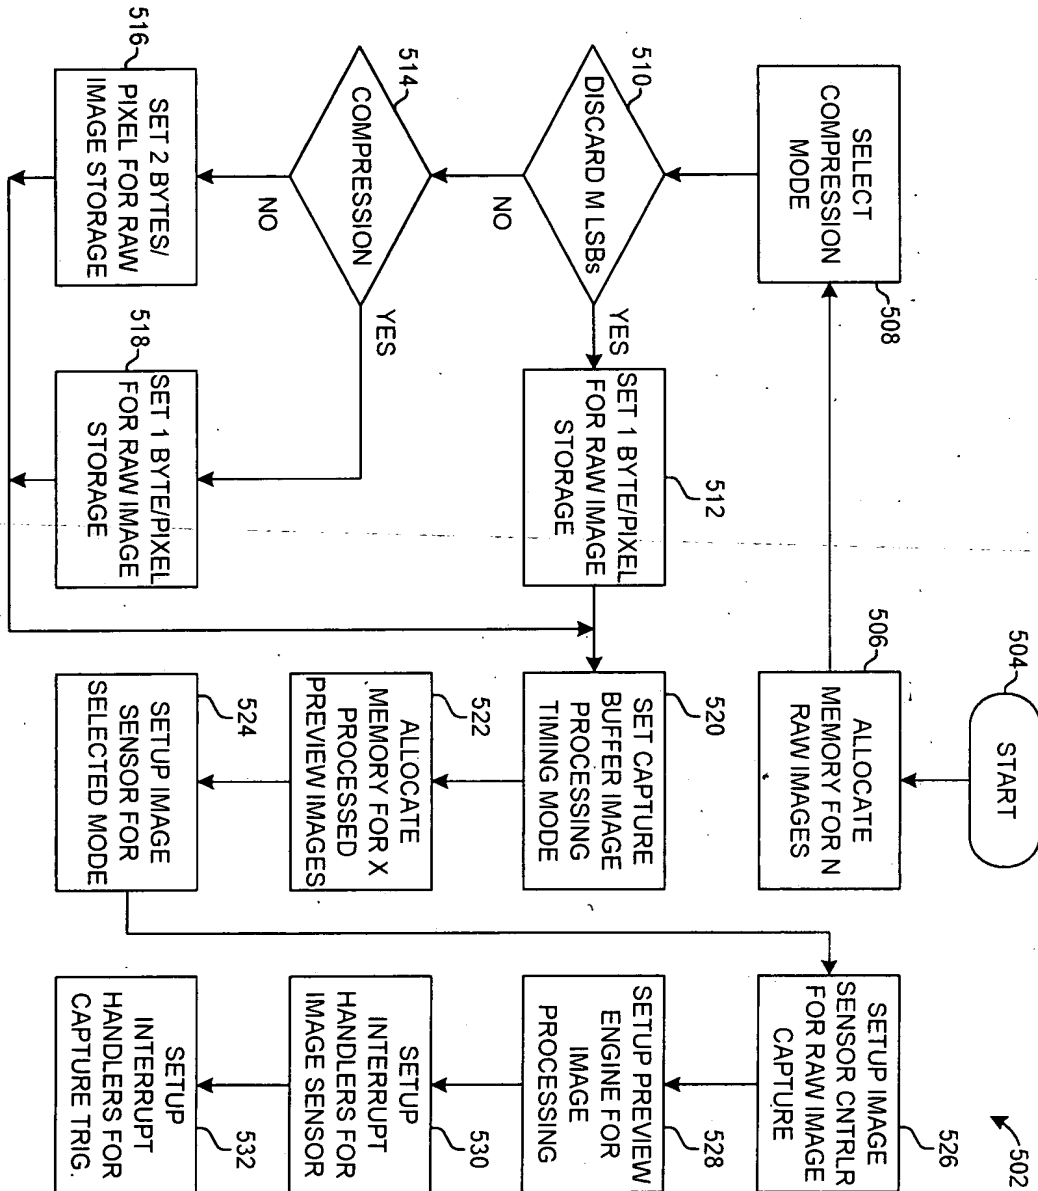 502
504
START
506
ALLOCATE
MEMORY FOR N
RAW IMAGES
508
SELECT
COMPRESSION
MODE
510
DISCARD M LSBs
YES
NO
512
SET 1 BYTE/PIXEL
FOR RAW IMAGE
STORAGE
514
COMPRESSION
YES
NO
516
SET 2 BYTES/
PIXEL FOR RAW
IMAGE STORAGE
518
SET 1 BYTE/PIXEL
FOR RAW IMAGE
STORAGE
520
SET CAPTURE
BUFFER IMAGE
PROCESSING
TIMING MODE
522
ALLOCATE
MEMORY FOR X
PROCESSED
PREVIEW IMAGES
524
SETUP IMAGE
SENSOR FOR
SELECTED MODE
526
SETUP IMAGE
SENSOR CNTRLR
FOR RAW IMAGE
CAPTURE
528
SETUP PREVIEW
ENGINE FOR
IMAGE
PROCESSING
530
SETUP
INTERRUPT
HANDLERS FOR
IMAGE SENSOR
532
SETUP
INTERRUPT
HANDLERS FOR
CAPTURE TRIG.